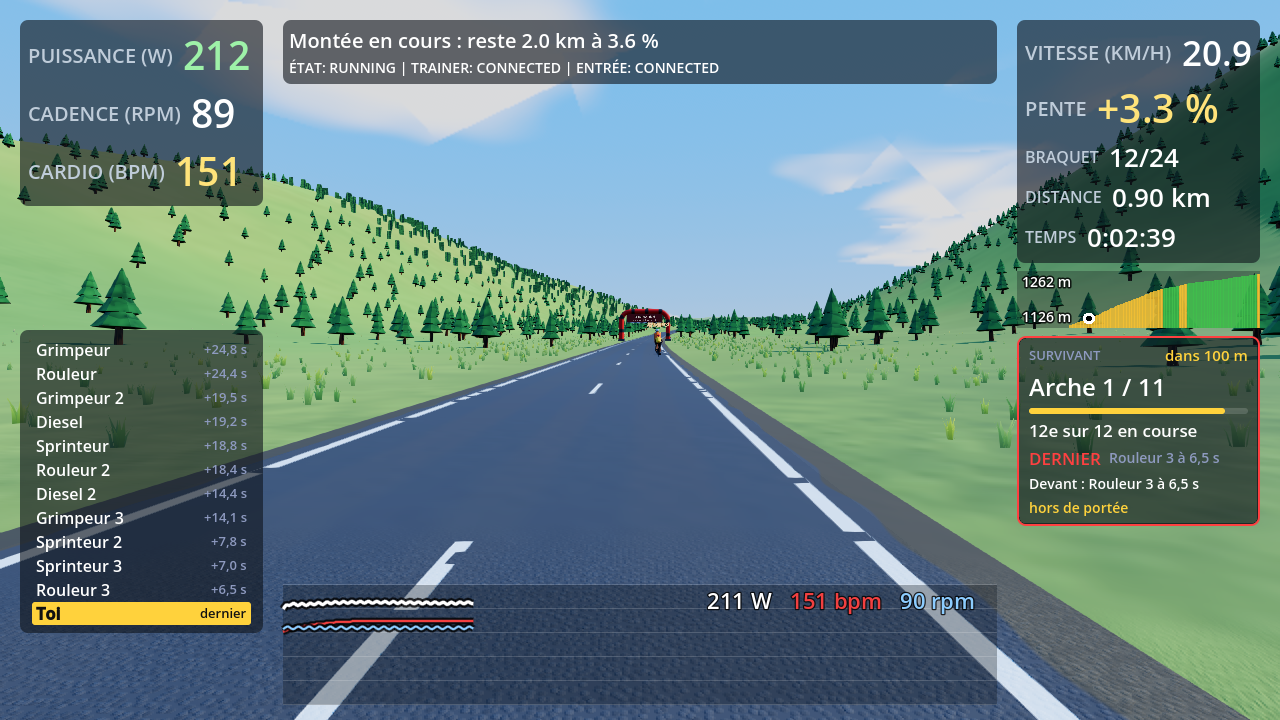 PUISSANCE (W) 212
CADENCE (RPM) 89
CARDIO (BPM) 151
Montée en cours : reste 2.0 km à 3.6 %
ÉTAT: RUNNING | TRAINER: CONNECTED | ENTRÉE: CONNECTED
VITESSE (KM/H) 20.9
PENTE +3.3 %
BRAQUET 12/24
DISTANCE 0.90 km
TEMPS 0:02:39
1262 m
1126 m
SURVIVANT dans 100 m
Arche 1 / 11
12e sur 12 en course
DERNIER Rouleur 3 à 6,5 s
Devant : Rouleur 3 à 6,5 s
hors de portée
Grimpeur +24,8 s
Rouleur +24,4 s
Grimpeur 2 +19,5 s
Diesel +19,2 s
Sprinteur +18,8 s
Rouleur 2 +18,4 s
Diesel 2 +14,4 s
Grimpeur 3 +14,1 s
Sprinteur 2 +7,8 s
Sprinteur 3 +7,0 s
Rouleur 3 +6,5 s
Toi dernier
211 W 151 bpm 90 rpm